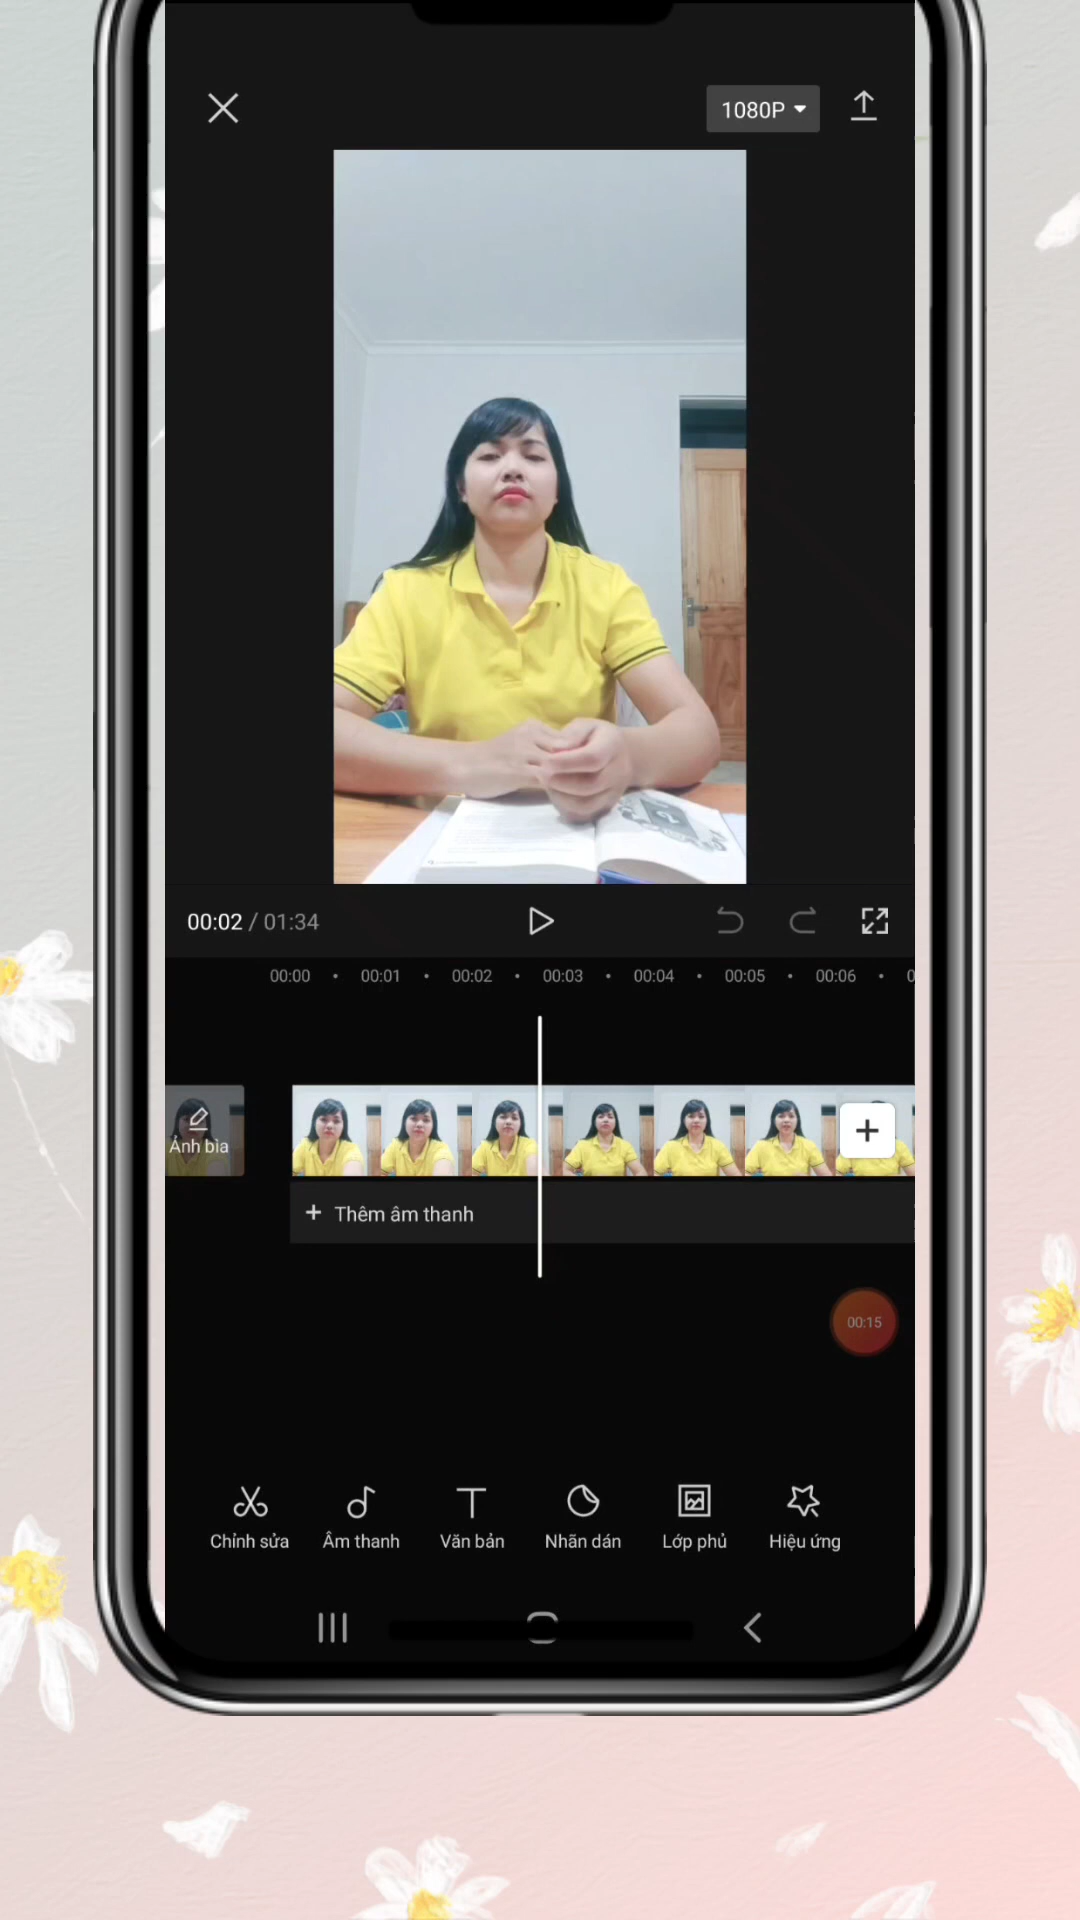 1080P
00:02 / 01:34
00:00 • 00:01 • 00:02 • 00:03 • 00:04 • 00:05 • 00:06 • 0
Ảnh bìa
+ Thêm âm thanh
00:15
Chỉnh sửa Âm thanh Văn bản Nhãn dán Lớp phủ Hiệu ứng